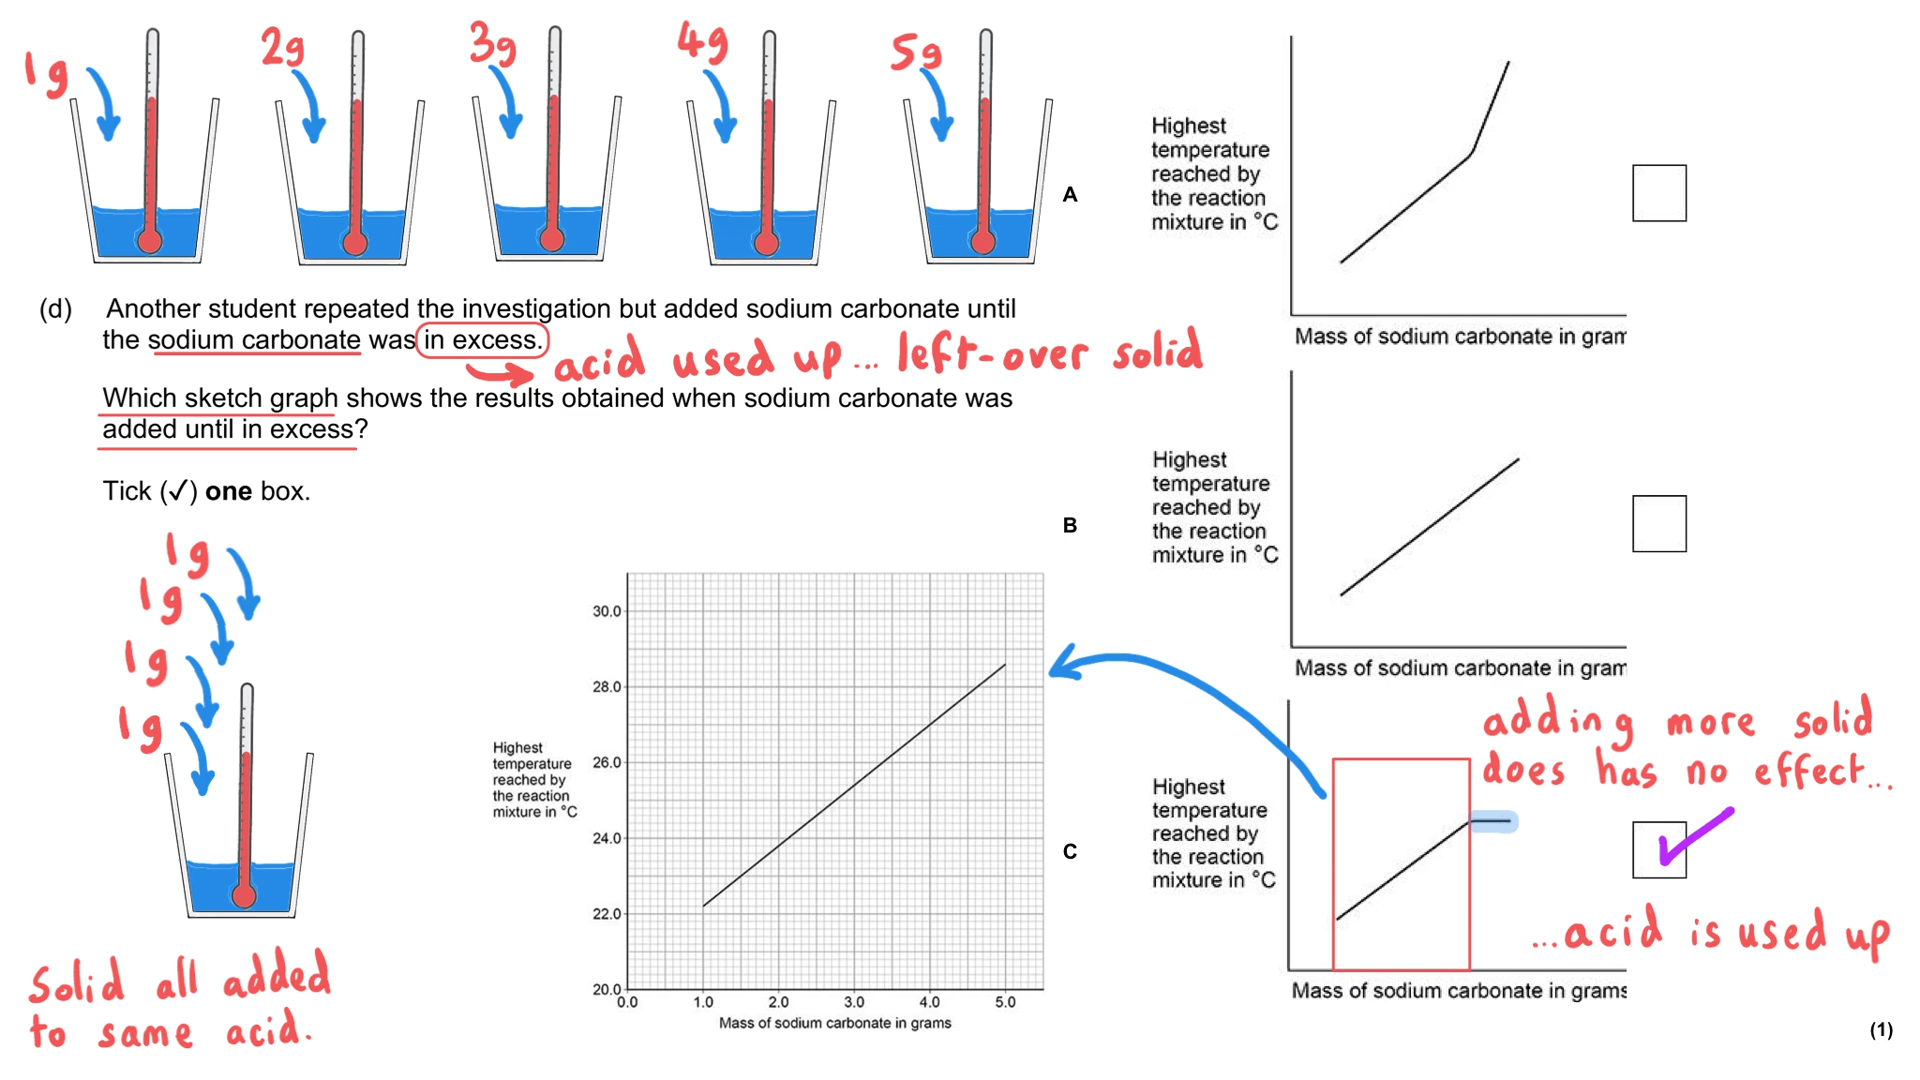 1g
2g
3g
4g
5g
(d) Another student repeated the investigation but added sodium carbonate until
the sodium carbonate was in excess.
acid used up... left-over solid
Which sketch graph shows the results obtained when sodium carbonate was
added until in excess?
Tick (✓) one box.
1g
1g
1g
1g
Solid all added
to same acid.
30.0
28.0
26.0
24.0
22.0
20.0
Highest
temperature
reached by
the reaction
mixture in °C
0.0 1.0 2.0 3.0 4.0 5.0
Mass of sodium carbonate in grams
A
Highest
temperature
reached by
the reaction
mixture in °C
Mass of sodium carbonate in gram
B
Highest
temperature
reached by
the reaction
mixture in °C
Mass of sodium carbonate in gram
C
Highest
temperature
reached by
the reaction
mixture in °C
Mass of sodium carbonate in grams
adding more solid
does has no effect...
...acid is used up
(1)